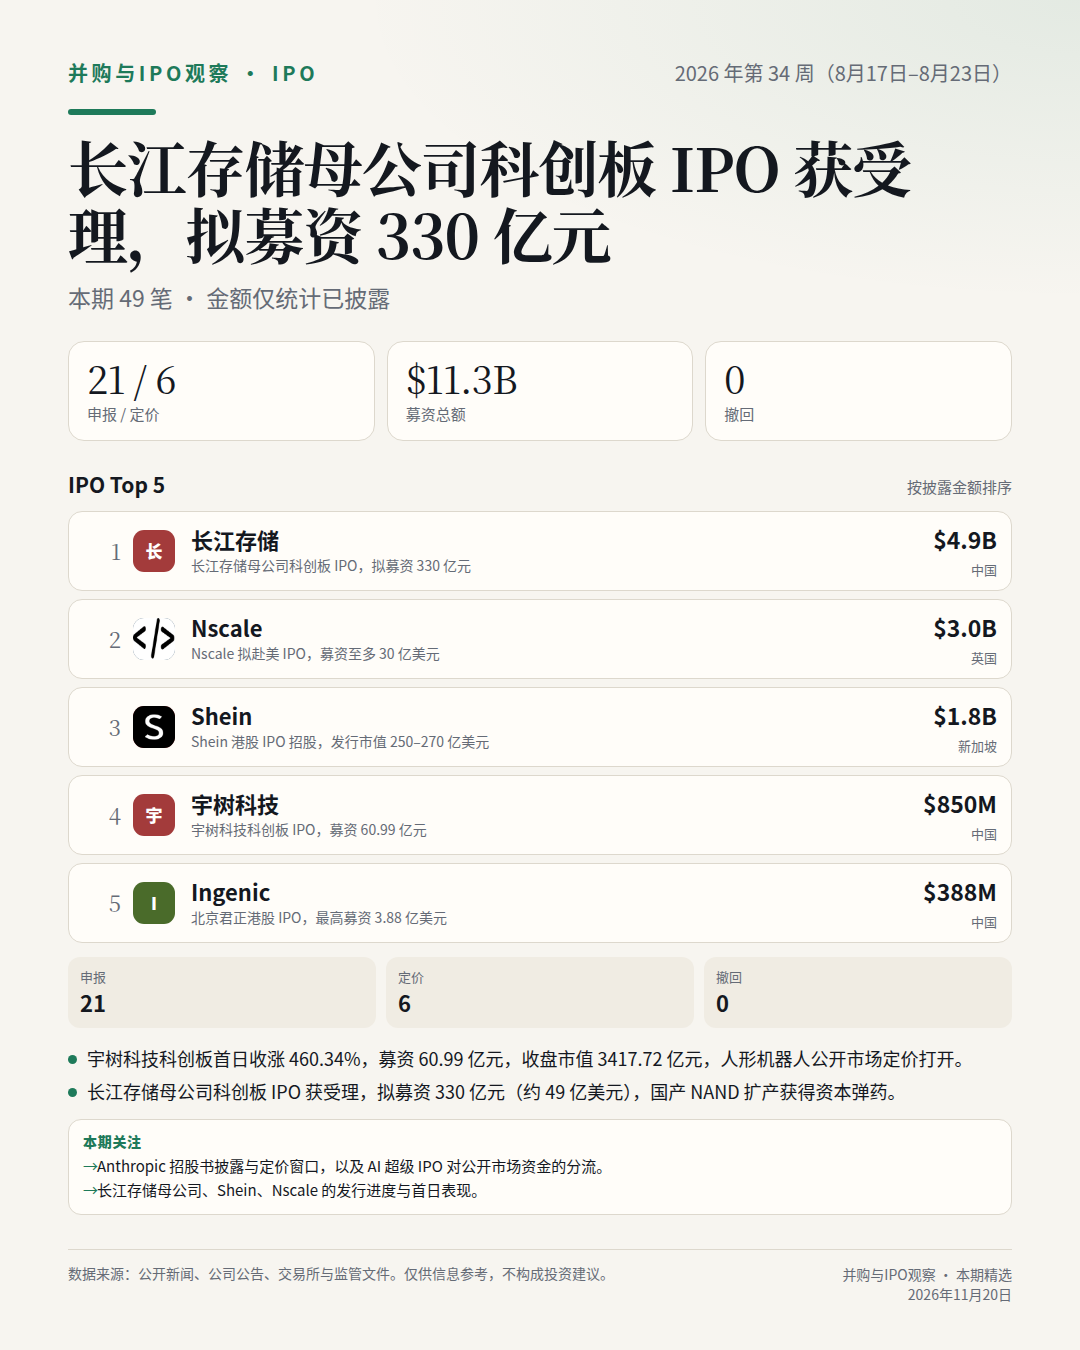 并购与IPO观察 · IPO
2026 年第 34 周（8月17日–8月23日）
长江存储母公司科创板 IPO 获受
理，拟募资 330 亿元
本期 49 笔 · 金额仅统计已披露
21 / 6
申报 / 定价
$11.3B
募资总额
0
撤回
IPO Top 5
按披露金额排序
1
长
长江存储
长江存储母公司科创板 IPO，拟募资 330 亿元
$4.9B
中国
2
</>
Nscale
Nscale 拟赴美 IPO，募资至多 30 亿美元
$3.0B
英国
3
S
Shein
Shein 港股 IPO 招股，发行市值 250–270 亿美元
$1.8B
新加坡
4
宇
宇树科技
宇树科技科创板 IPO，募资 60.99 亿元
$850M
中国
5
I
Ingenic
北京君正港股 IPO，最高募资 3.88 亿美元
$388M
中国
申报
21
定价
6
撤回
0
宇树科技科创板首日收涨 460.34%，募资 60.99 亿元，收盘市值 3417.72 亿元，人形机器人公开市场定价打开。
长江存储母公司科创板 IPO 获受理，拟募资 330 亿元（约 49 亿美元），国产 NAND 扩产获得资本弹药。
本期关注
→Anthropic 招股书披露与定价窗口，以及 AI 超级 IPO 对公开市场资金的分流。
→长江存储母公司、Shein、Nscale 的发行进度与首日表现。
数据来源：公开新闻、公司公告、交易所与监管文件。仅供信息参考，不构成投资建议。
并购与IPO观察 · 本期精选
2026年11月20日